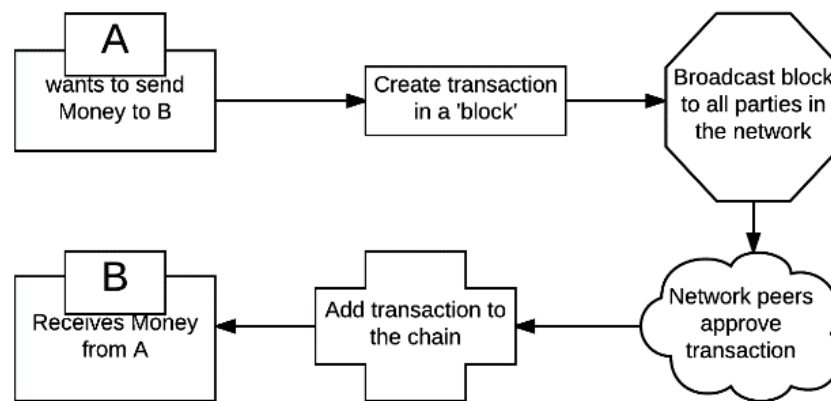 A
wants to send
Money to B
Create transaction
in a 'block'
Broadcast block
to all parties in
the network
Network peers
approve
transaction
Add transaction to
the chain
B
Receives Money
from A